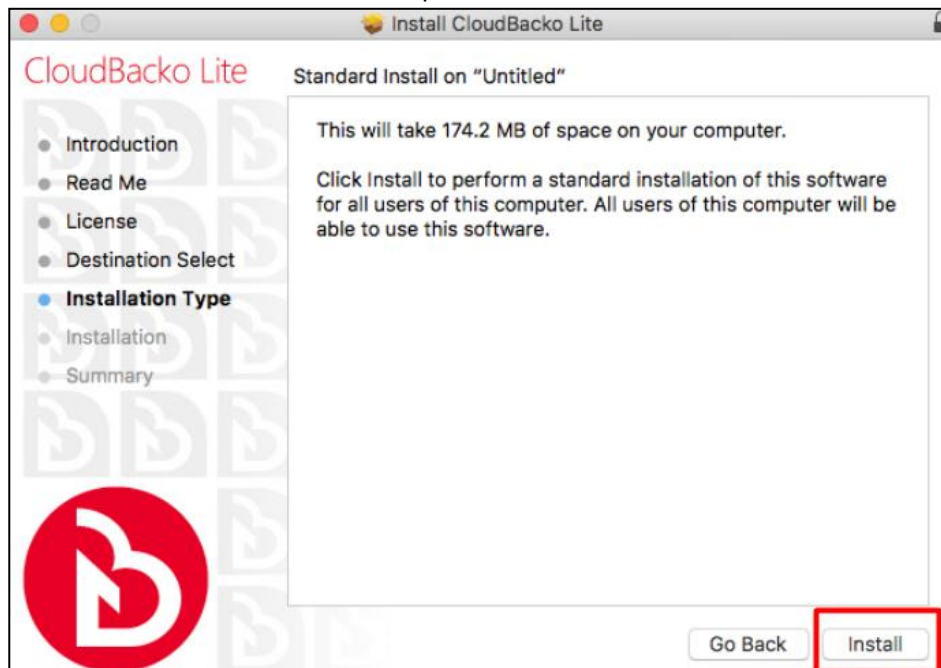 Install CloudBacko Lite
CloudBacko Lite
Standard Install on “Untitled”
Introduction
Read Me
License
Destination Select
Installation Type
Installation
Summary
This will take 174.2 MB of space on your computer.
Click Install to perform a standard installation of this software
for all users of this computer. All users of this computer will be
able to use this software.
Go Back
Install